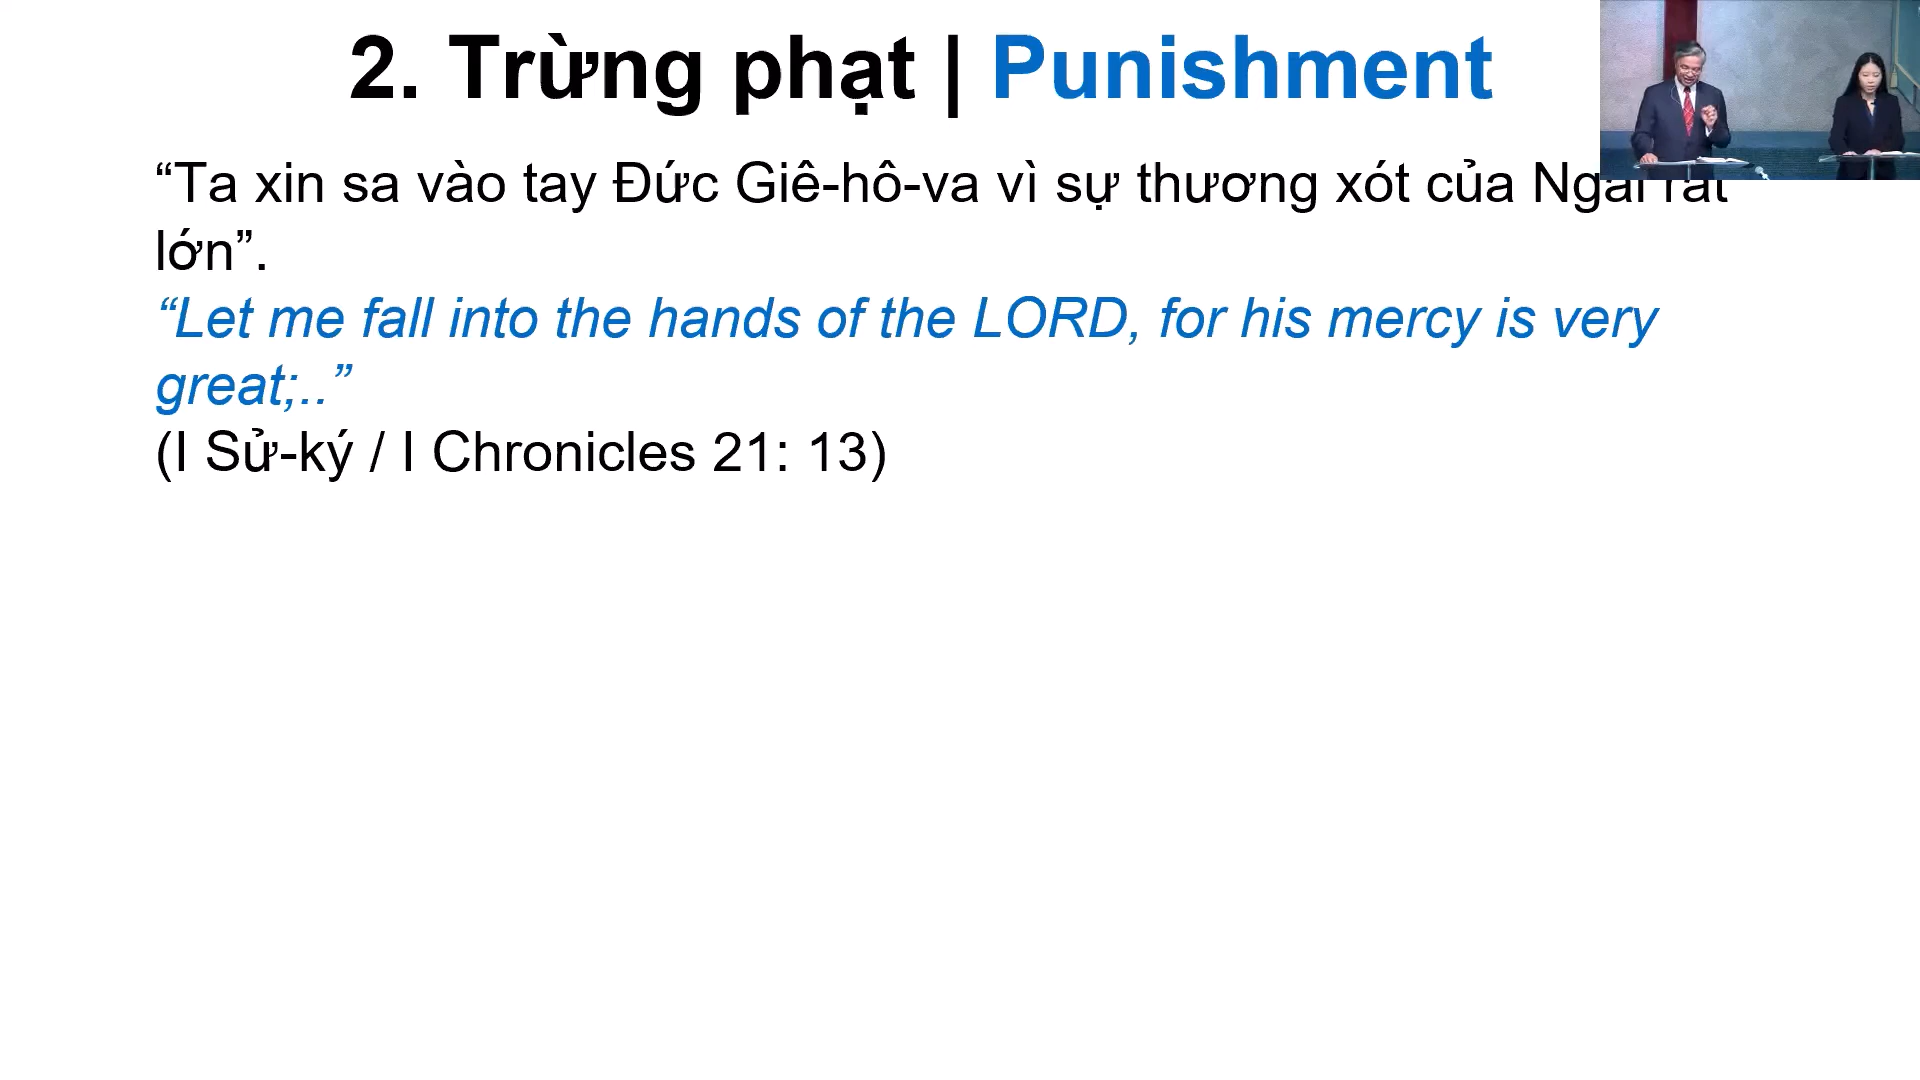 2. Trừng phạt | Punishment
“Ta xin sa vào tay Đức Giê-hô-va vì sự thương xót của Ngài rất
lớn”.
“Let me fall into the hands of the LORD, for his mercy is very
great;..”
(I Sử-ký / I Chronicles 21: 13)